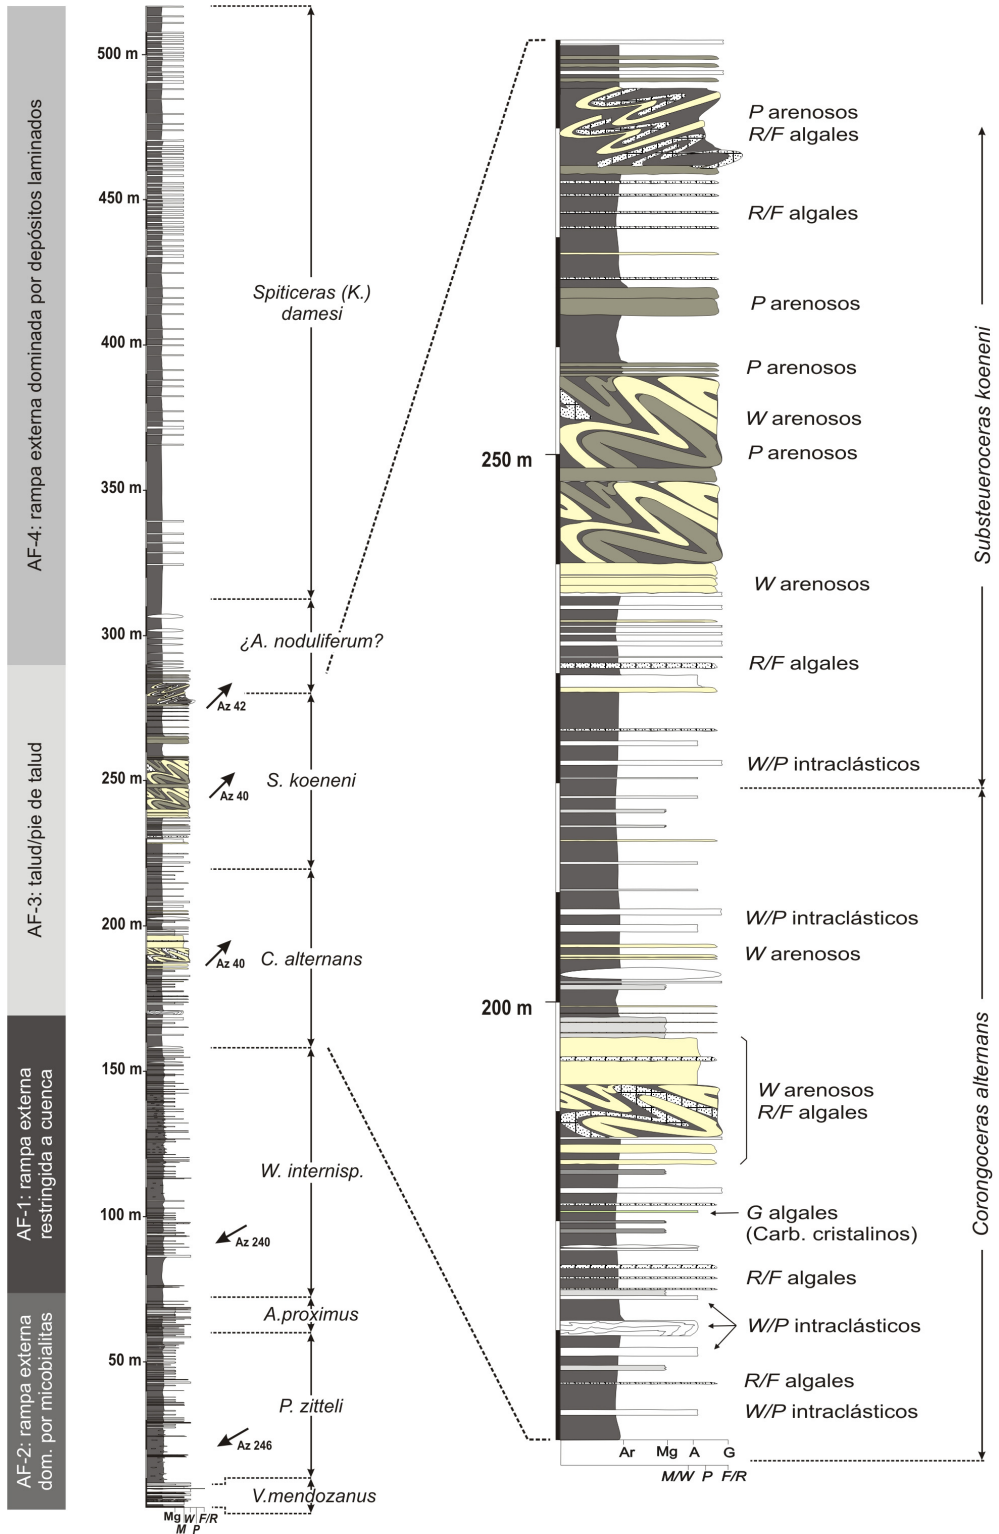 AF-4: rampa externa dominada por depósitos laminados
AF-3: talud/pie de talud
AF-1: rampa externa
restringida a cuenca
AF-2: rampa externa
dom. por micobialitas
500 m
450 m
400 m
350 m
300 m
250 m
200 m
150 m
100 m
50 m
Mg W F/R
M P
Az 42
Az 40
Az 40
Az 240
Az 246
Spiticeras (K.)
damesi
¿A. noduliferum?
S. koeneni
C. alternans
W. internisp.
A.proximus
P. zitteli
V.mendozanus
250 m
200 m
Ar Mg A G
M/W P F/R
P arenosos
R/F algales
R/F algales
P arenosos
P arenosos
W arenosos
P arenosos
W arenosos
R/F algales
W/P intraclásticos
W/P intraclásticos
W arenosos
W arenosos
R/F algales
G algales
(Carb. cristalinos)
R/F algales
W/P intraclásticos
R/F algales
W/P intraclásticos
Substeueroceras koeneni
Corongoceras alternans